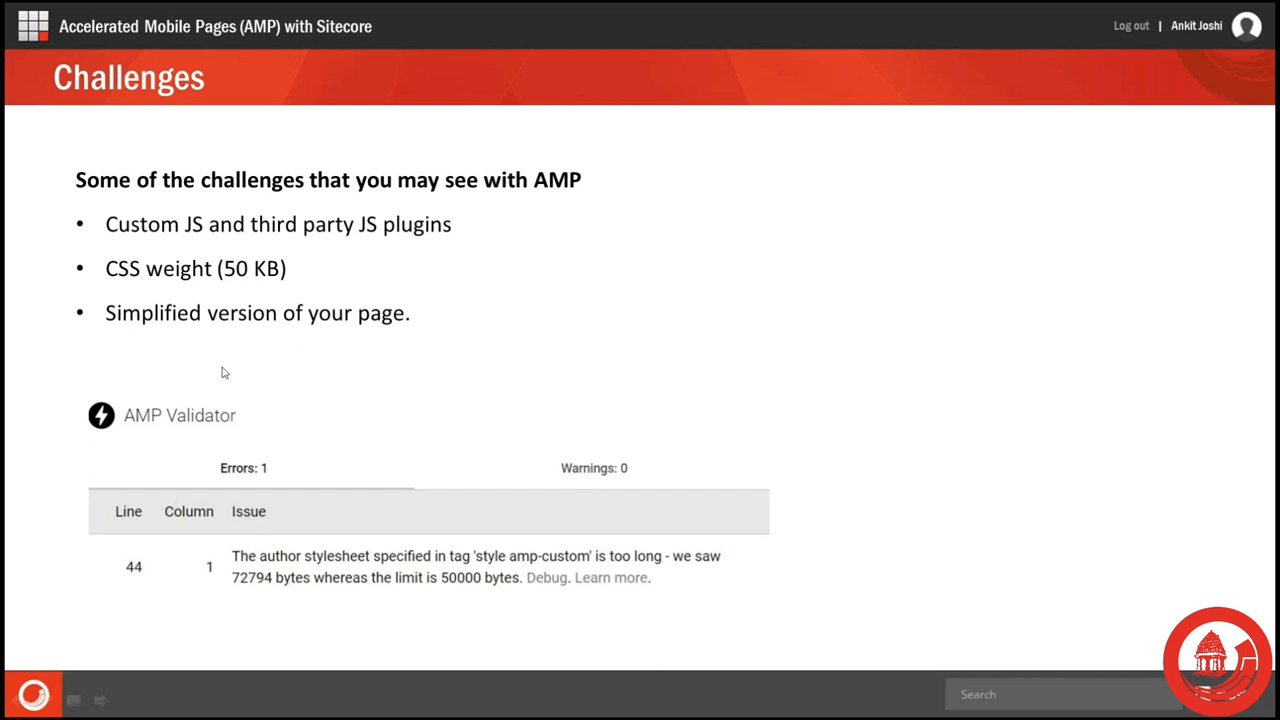 Accelerated Mobile Pages (AMP) with Sitecore
Log out | Ankit Joshi
Challenges
Some of the challenges that you may see with AMP
• Custom JS and third party JS plugins
• CSS weight (50 KB)
• Simplified version of your page.
AMP Validator
Errors: 1 Warnings: 0
Line Column Issue
44 1 The author stylesheet specified in tag 'style amp-custom' is too long - we saw
72794 bytes whereas the limit is 50000 bytes. Debug. Learn more.
Search